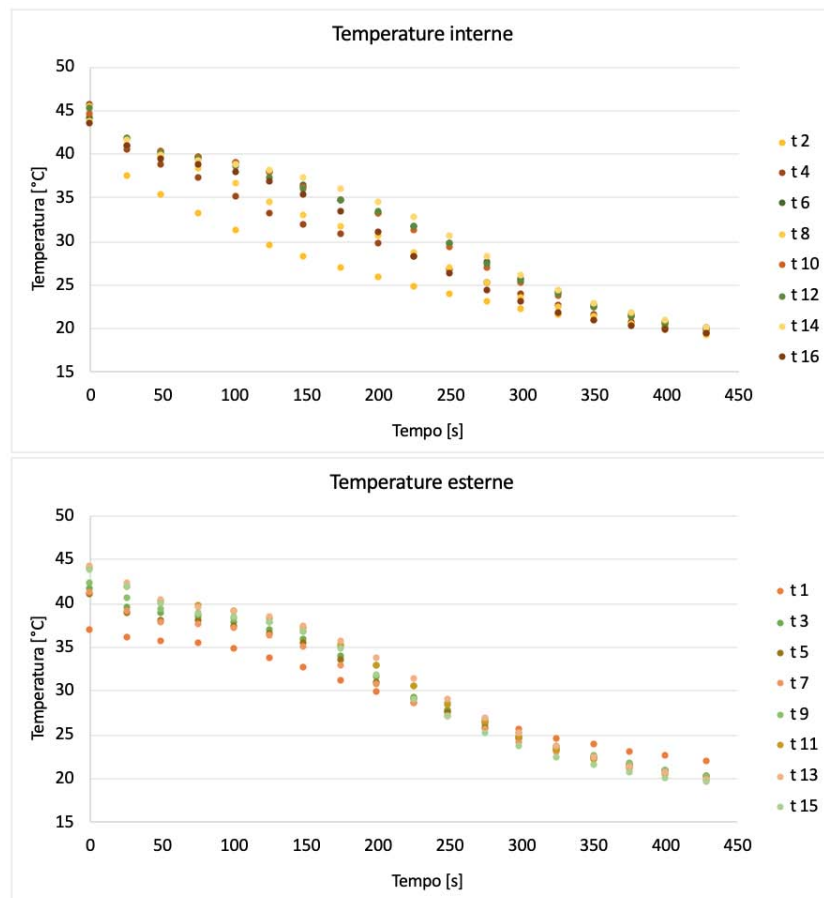 Temperature interne
50
45
40
35
30
25
20
15
Temperatura [°C]
0 50 100 150 200 250 300 350 400 450
Tempo [s]
t 2
t 4
t 6
t 8
t 10
t 12
t 14
t 16
Temperature esterne
50
45
40
35
30
25
20
15
Temperatura [°C]
0 50 100 150 200 250 300 350 400 450
Tempo [s]
t 1
t 3
t 5
t 7
t 9
t 11
t 13
t 15